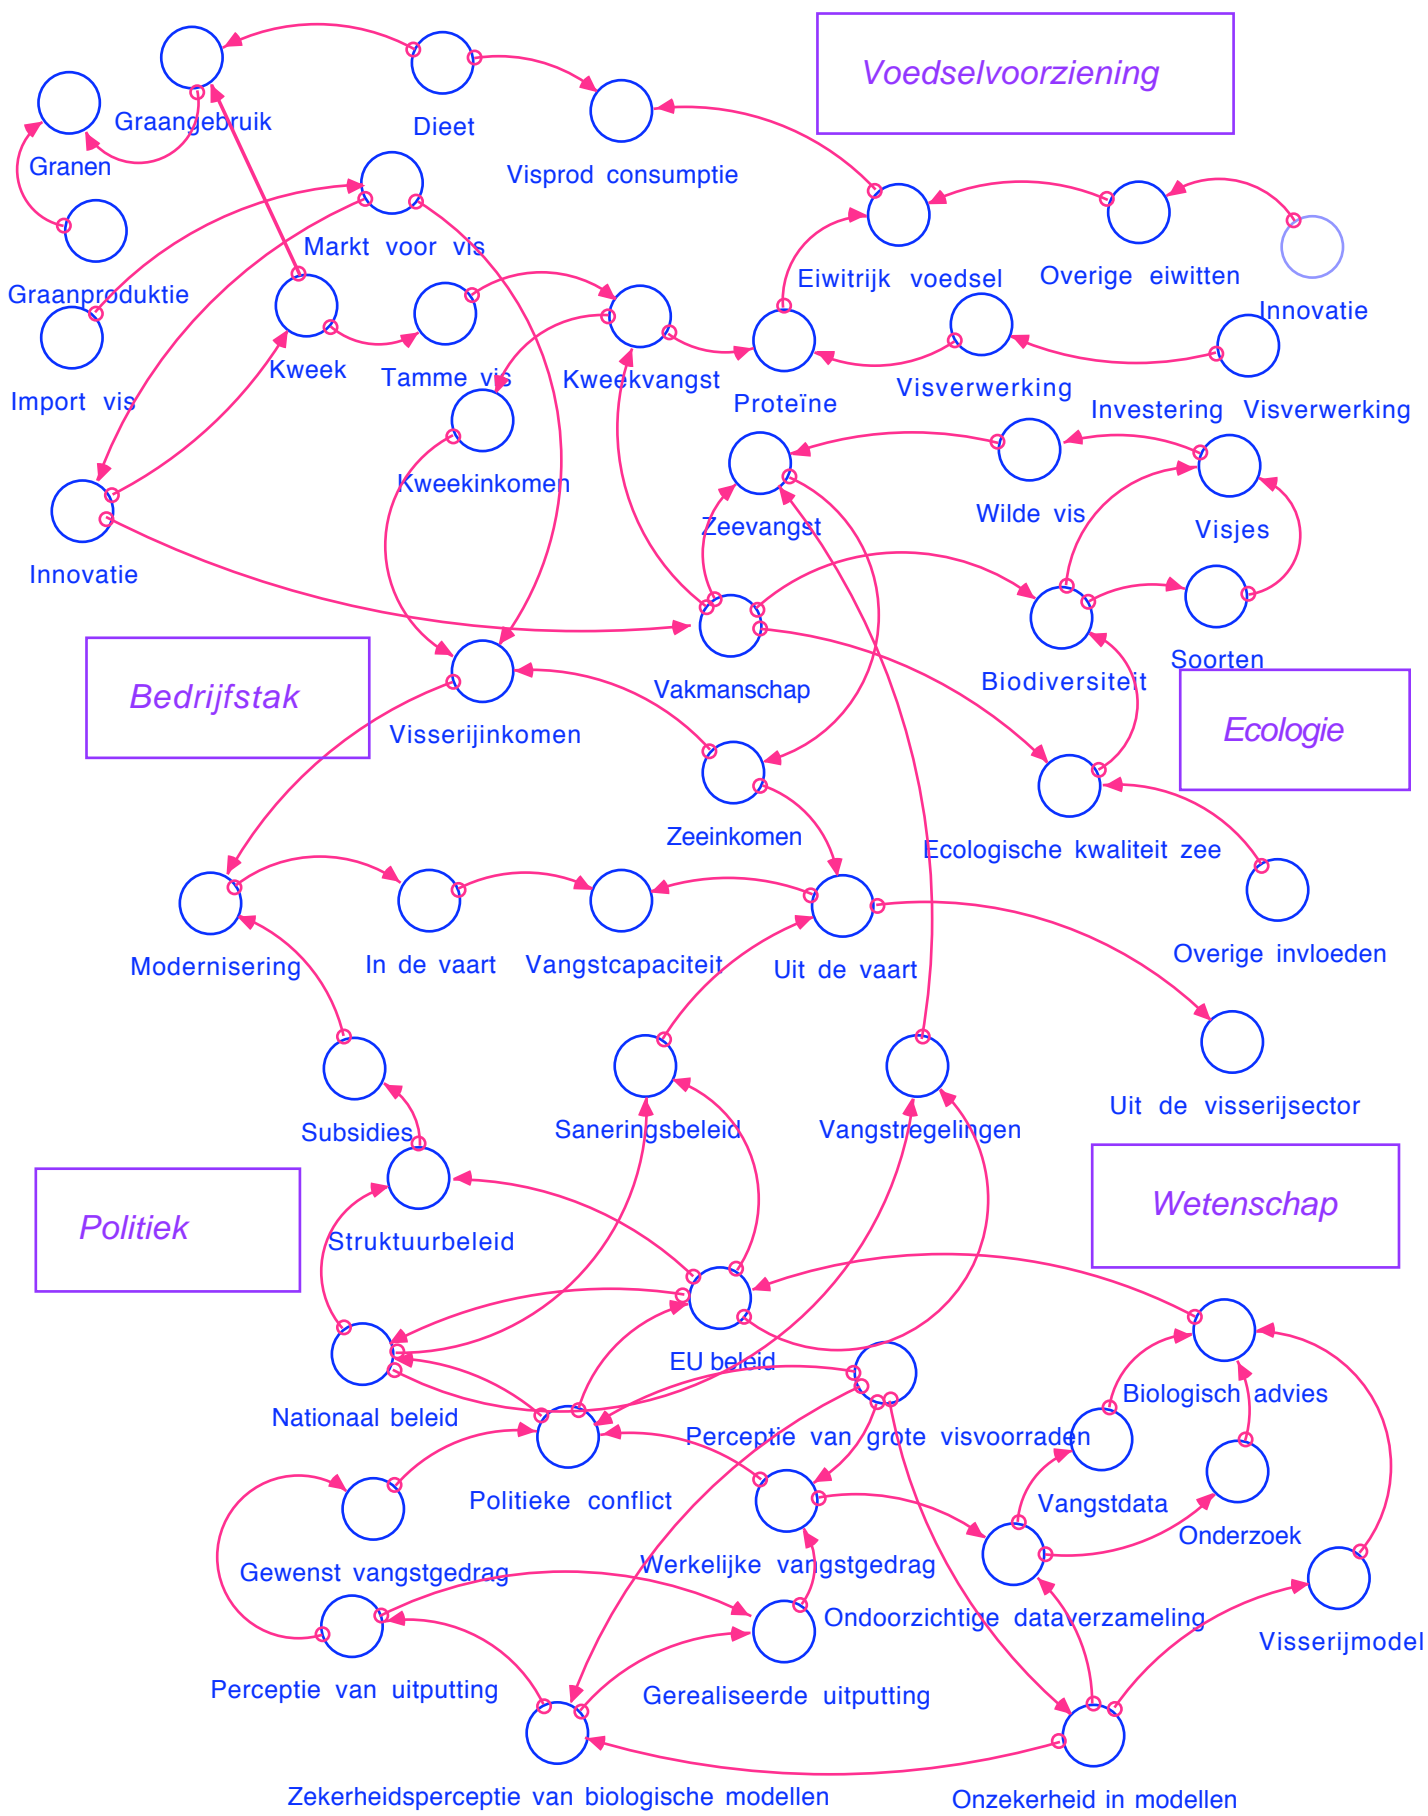 Voedselvoorziening
Graangebruik
Dieet
Granen
Visprod consumptie
Markt voor vis
Eiwitrijk voedsel
Overige eiwitten
Graanproduktie
Innovatie
Kweek
Tamme vis
Kweekvangst
Import vis
Proteïne
Visverwerking
Investering Visverwerking
Kweekinkomen
Zeevangst
Wilde vis
Visjes
Innovatie
Soorten
Biodiversiteit
Vakmanschap
Bedrijfstak
Visserijinkomen
Ecologie
Zeeinkomen
Ecologische kwaliteit zee
Overige invloeden
Modernisering
In de vaart
Vangstcapaciteit
Uit de vaart
Uit de visserijsector
Subsidies
Saneringsbeleid
Vangstregelingen
Politiek
Wetenschap
Struktuurbeleid
EU beleid
Biologisch advies
Nationaal beleid
Perceptie van grote visvoorraden
Politieke conflict
Vangstdata
Onderzoek
Gewenst vangstgedrag
Werkelijke vangstgedrag
Ondoorzichtige dataverzameling
Visserijmodel
Perceptie van uitputting
Gerealiseerde uitputting
Zekerheidsperceptie van biologische modellen
Onzekerheid in modellen